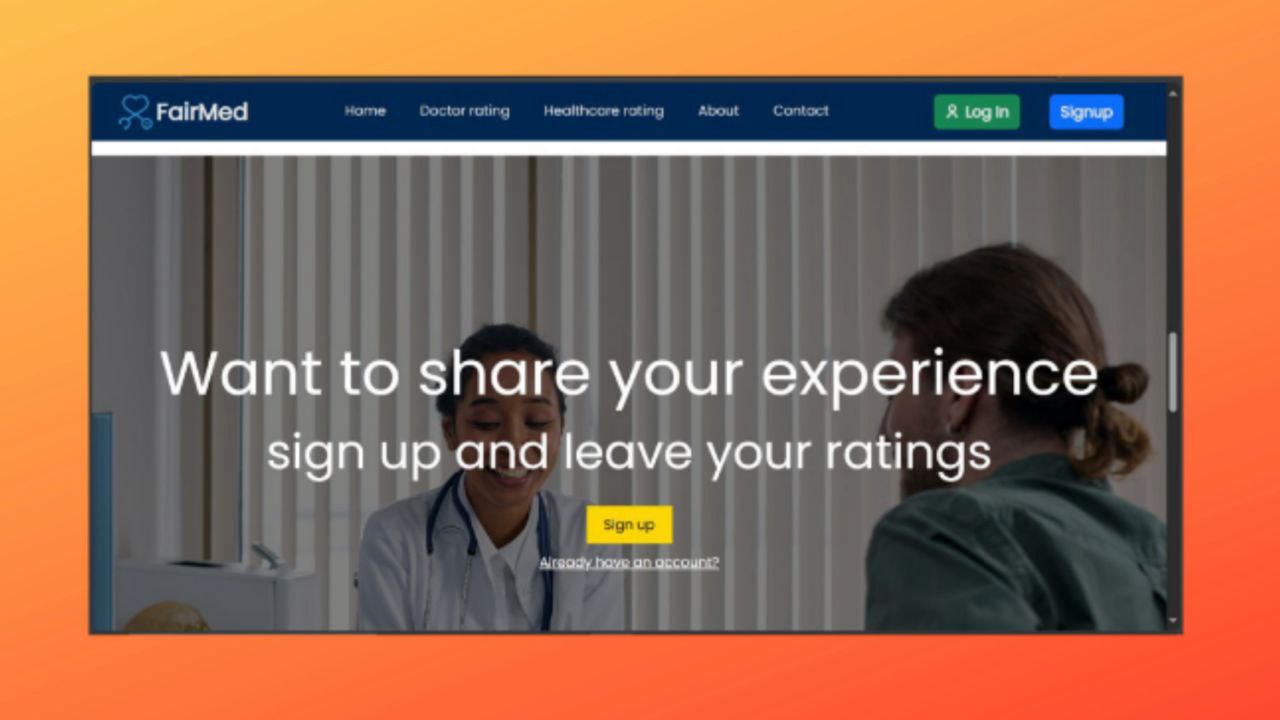 FairMed
Home
Doctor rating
Healthcare rating
About
Contact
Log In
Signup
Want to share your experience
sign up and leave your ratings
Sign up
Already have an account?